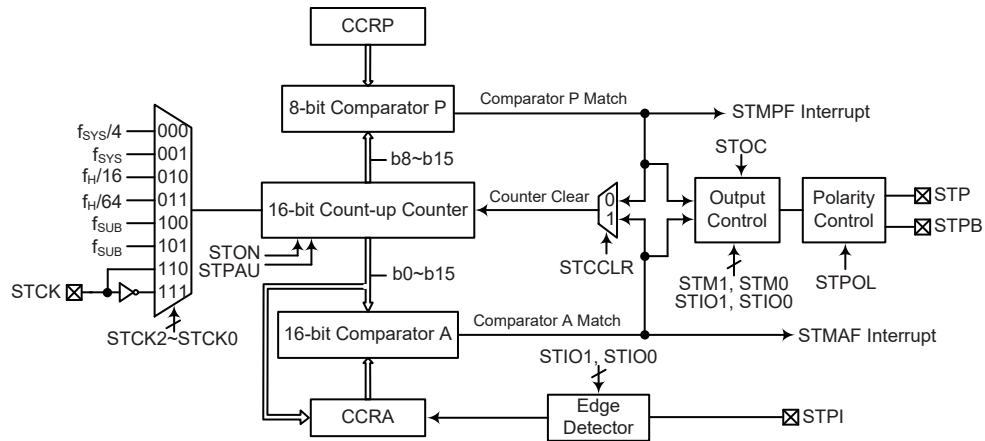 CCRP
8-bit Comparator P
Comparator P Match
STMPF Interrupt
b8~b15
STOC
fSYS/4
000
fSYS
001
fH/16
010
fH/64
011
fSUB
100
fSUB
101
110
111
16-bit Count-up Counter
Counter Clear
0
1
Output
Control
Polarity
Control
STP
STPB
STON
STPAU
STCCLR
STM1, STM0
STIO1, STIO0
STPOL
b0~b15
STCK
STCK2~STCK0
16-bit Comparator A
Comparator A Match
STMAF Interrupt
STIO1, STIO0
CCRA
Edge
Detector
STPI